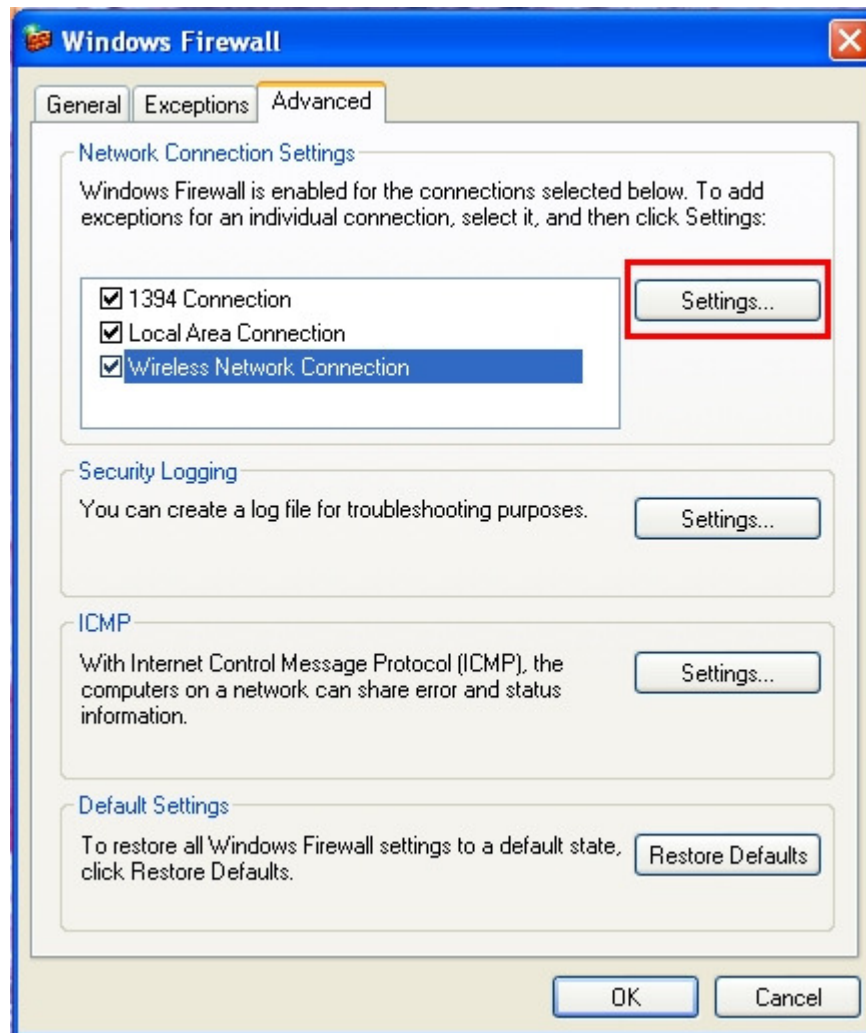 Windows Firewall
General Exceptions Advanced
Network Connection Settings
Windows Firewall is enabled for the connections selected below. To add
exceptions for an individual connection, select it, and then click Settings:
1394 Connection
Settings...
Local Area Connection
Wireless Network Connection
Security Logging
You can create a log file for troubleshooting purposes.
Settings...
ICMP
With Internet Control Message Protocol (ICMP), the
computers on a network can share error and status
information.
Settings...
Default Settings
To restore all Windows Firewall settings to a default state,
click Restore Defaults.
Restore Defaults
OK Cancel